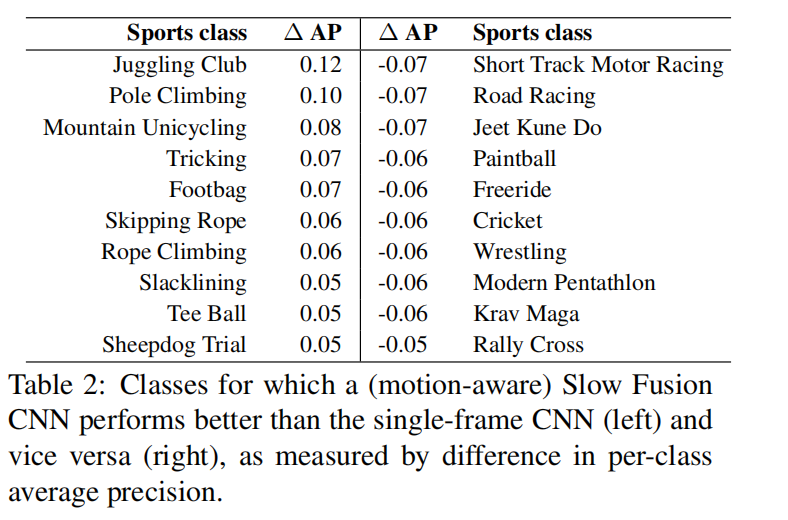 Sports class Δ AP Δ AP Sports class
Juggling Club 0.12 -0.07 Short Track Motor Racing
Pole Climbing 0.10 -0.07 Road Racing
Mountain Unicycling 0.08 -0.07 Jeet Kune Do
Tricking 0.07 -0.06 Paintball
Footbag 0.07 -0.06 Freeride
Skipping Rope 0.06 -0.06 Cricket
Rope Climbing 0.06 -0.06 Wrestling
Slacklining 0.05 -0.06 Modern Pentathlon
Tee Ball 0.05 -0.06 Krav Maga
Sheepdog Trial 0.05 -0.05 Rally Cross
Table 2: Classes for which a (motion-aware) Slow Fusion
CNN performs better than the single-frame CNN (left) and
vice versa (right), as measured by difference in per-class
average precision.